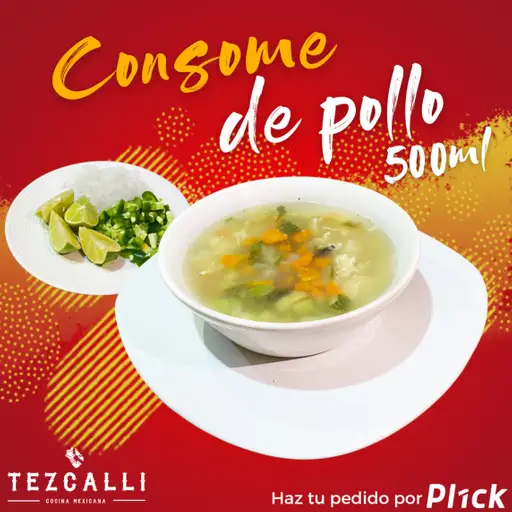 Consome
de pollo
500ml
TEZCALLI
COCINA MEXICANA
Haz tu pedido por Plick